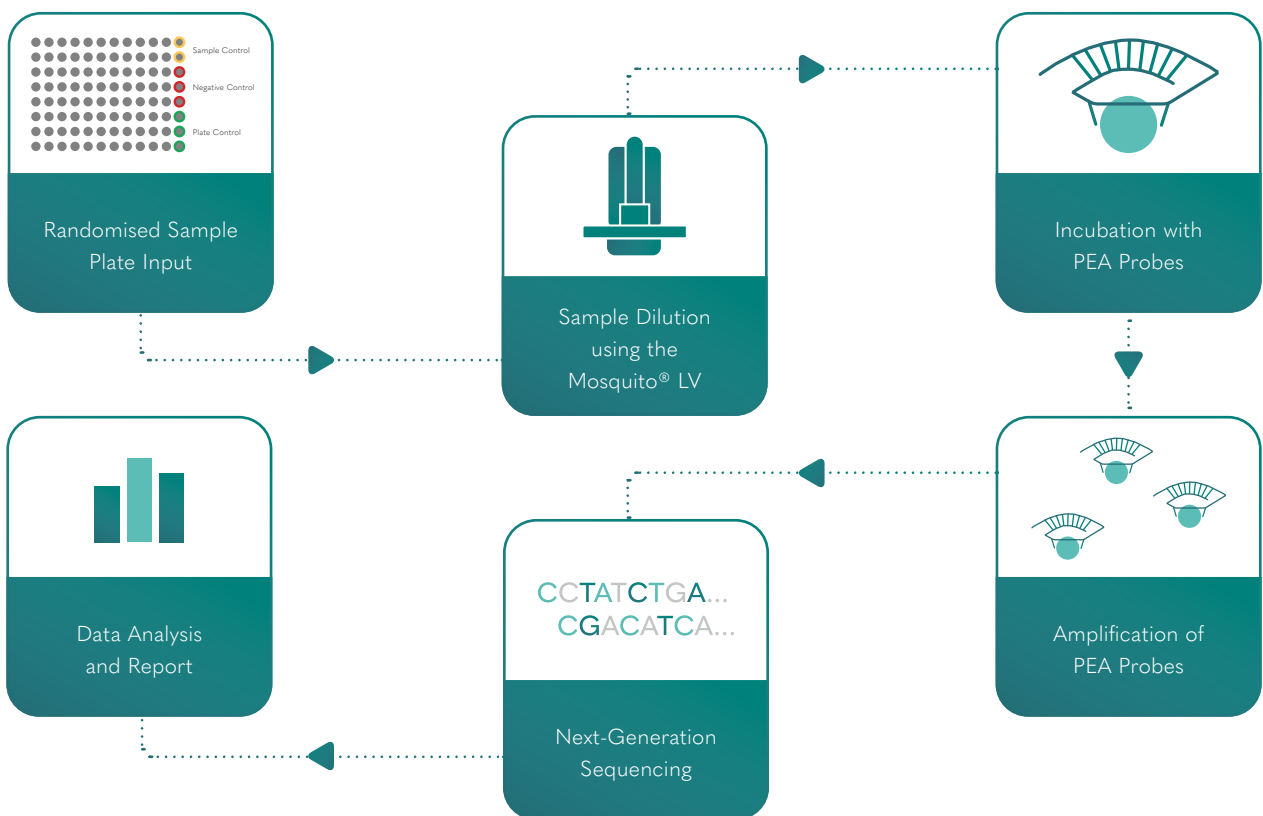 Sample Control
Negative Control
Plate Control
Randomised Sample
Plate Input
Sample Dilution
using the
Mosquito® LV
Incubation with
PEA Probes
Amplification of
PEA Probes
CCTATCTGA...
CGACATCA...
Next-Generation
Sequencing
Data Analysis
and Report